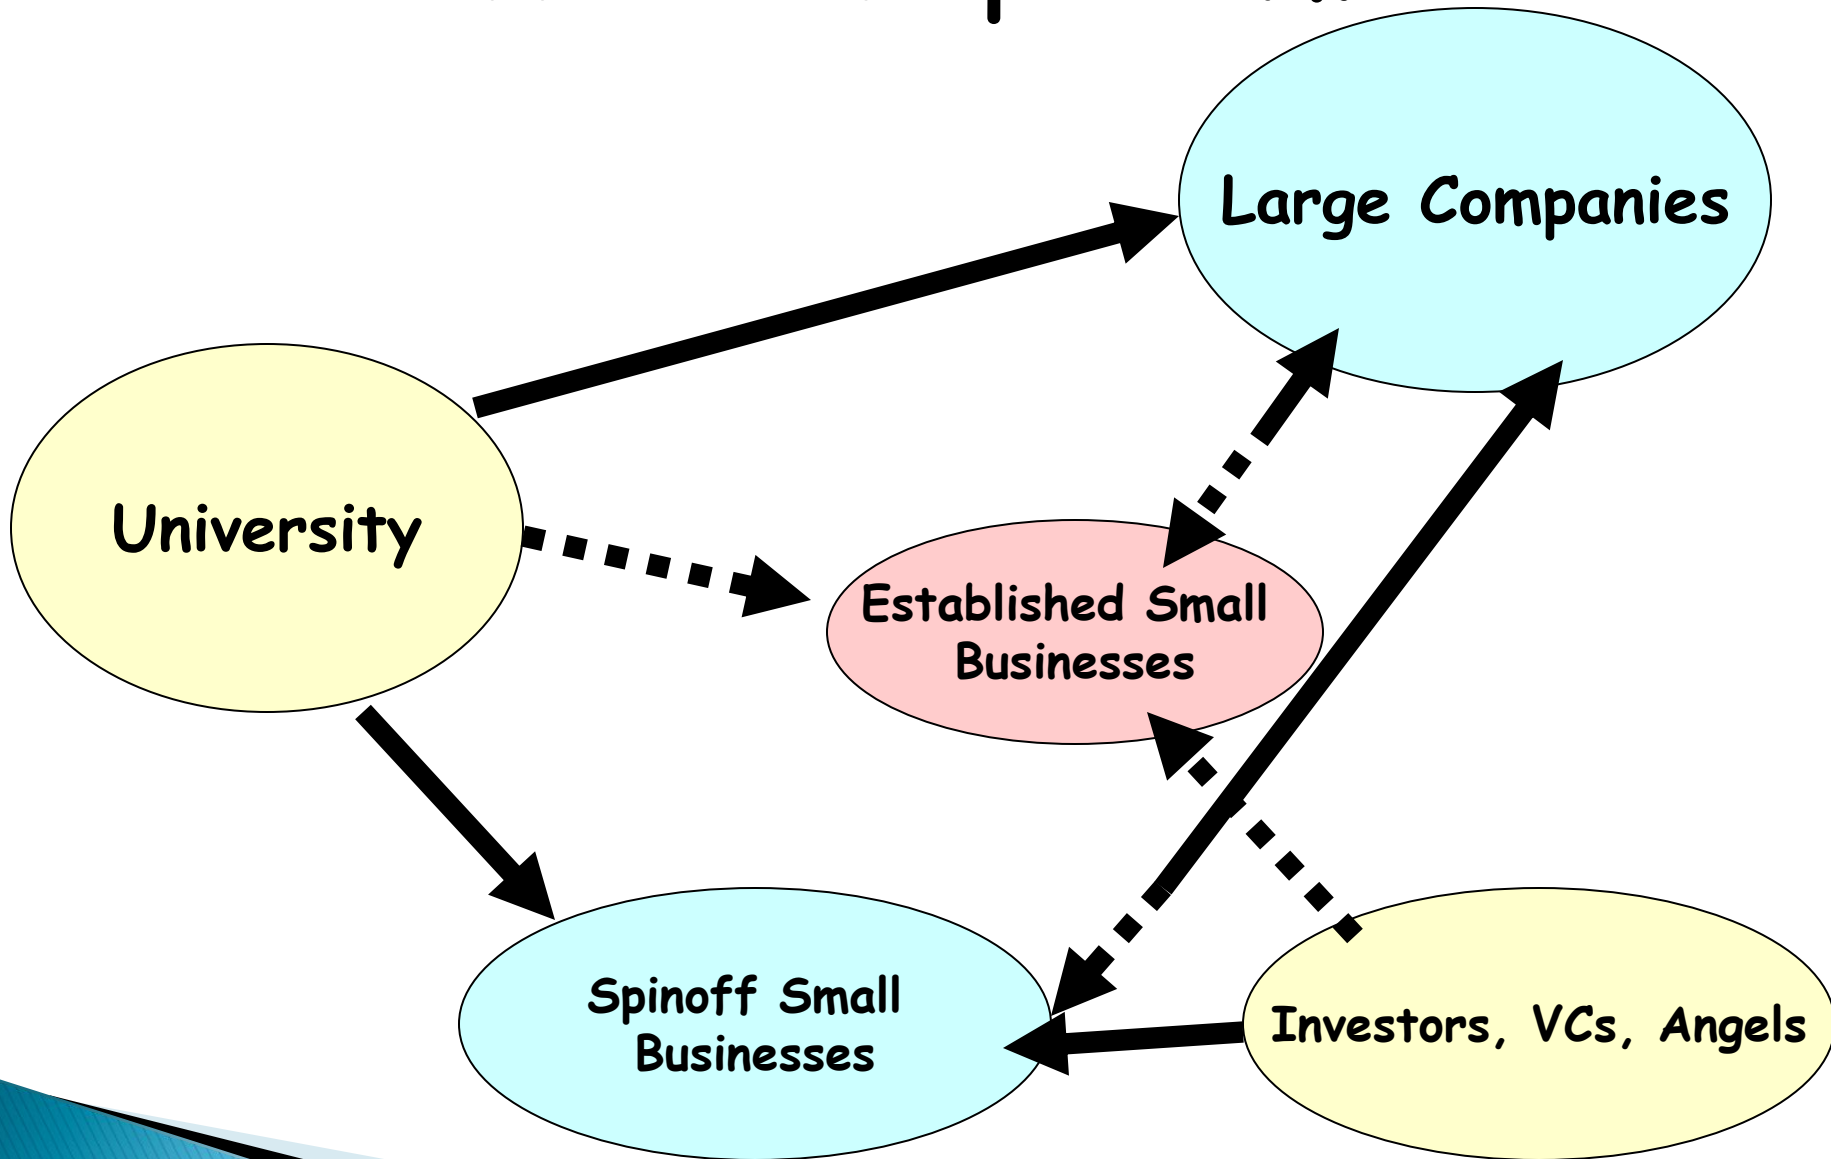 Large Companies
University
Established Small
Businesses
Spinoff Small
Businesses
Investors, VCs, Angels